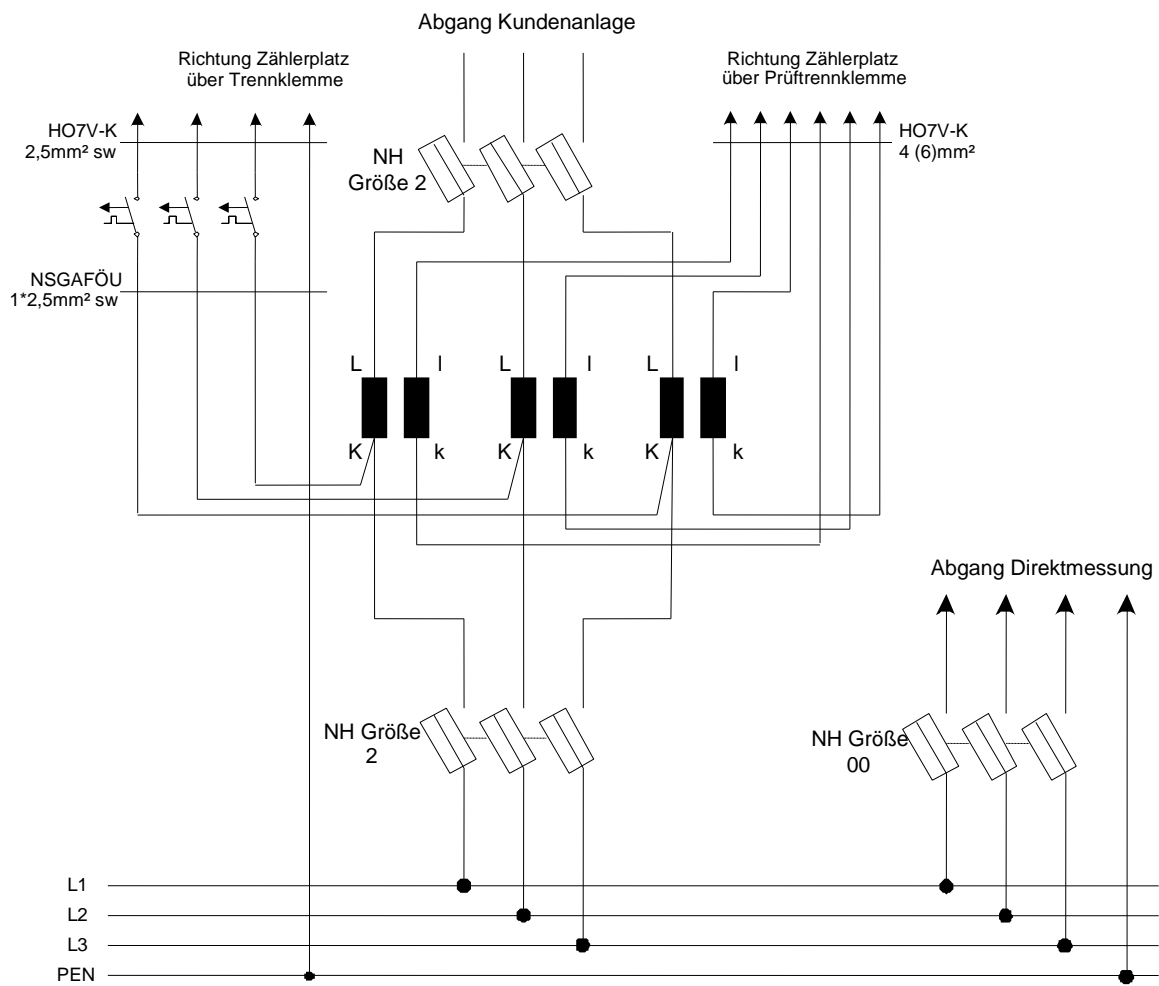 Abgang Kundenanlage
Richtung Zählerplatz
über Trennklemme
Richtung Zählerplatz
über Prüftrennklemme
HO7V-K
2,5mm² sw
HO7V-K
4 (6)mm²
NH
Größe 2
NSGAFÖU
1*2,5mm² sw
L l L l L l
K k K k K k
Abgang Direktmessung
NH Größe
2
NH Größe
00
L1
L2
L3
PEN